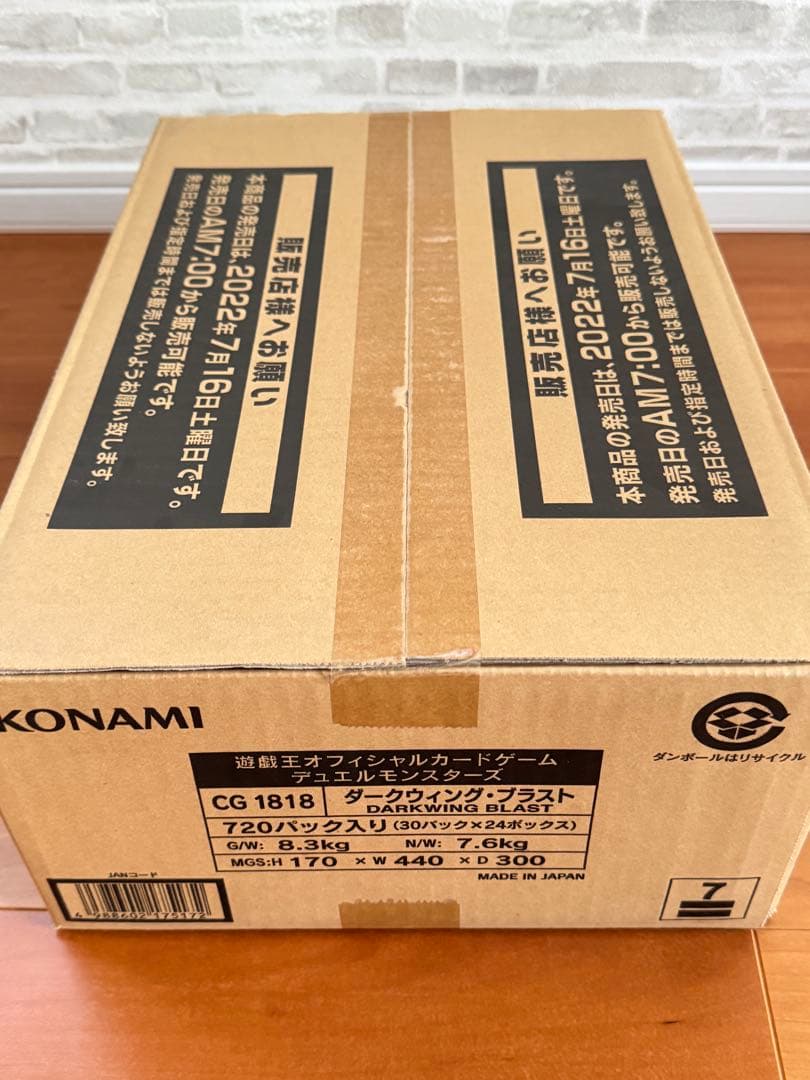 販売店様へお願い
本商品の発売日は、2022年7月16日土曜日です。
発売日のAM7:00から販売可能です。
発売日および指定時間までは販売しないようお願い致します。
販売店様へお願い
本商品の発売日は、2022年7月16日土曜日です。
発売日のAM7:00から販売可能です。
発売日および指定時間までは販売しないようお願い致します。
KONAMI
ダンボールはリサイクル
遊戯王オフィシャルカードゲーム
デュエルモンスターズ
CG 1818 ダークウィング・ブラスト
DARKWING BLAST
720パック入り (30パック×24ボックス)
G/W: 8.3kg N/W: 7.6kg
MGS:H 170 × W 440 × D 300
MADE IN JAPAN
JANコード
4 988602 175172
7